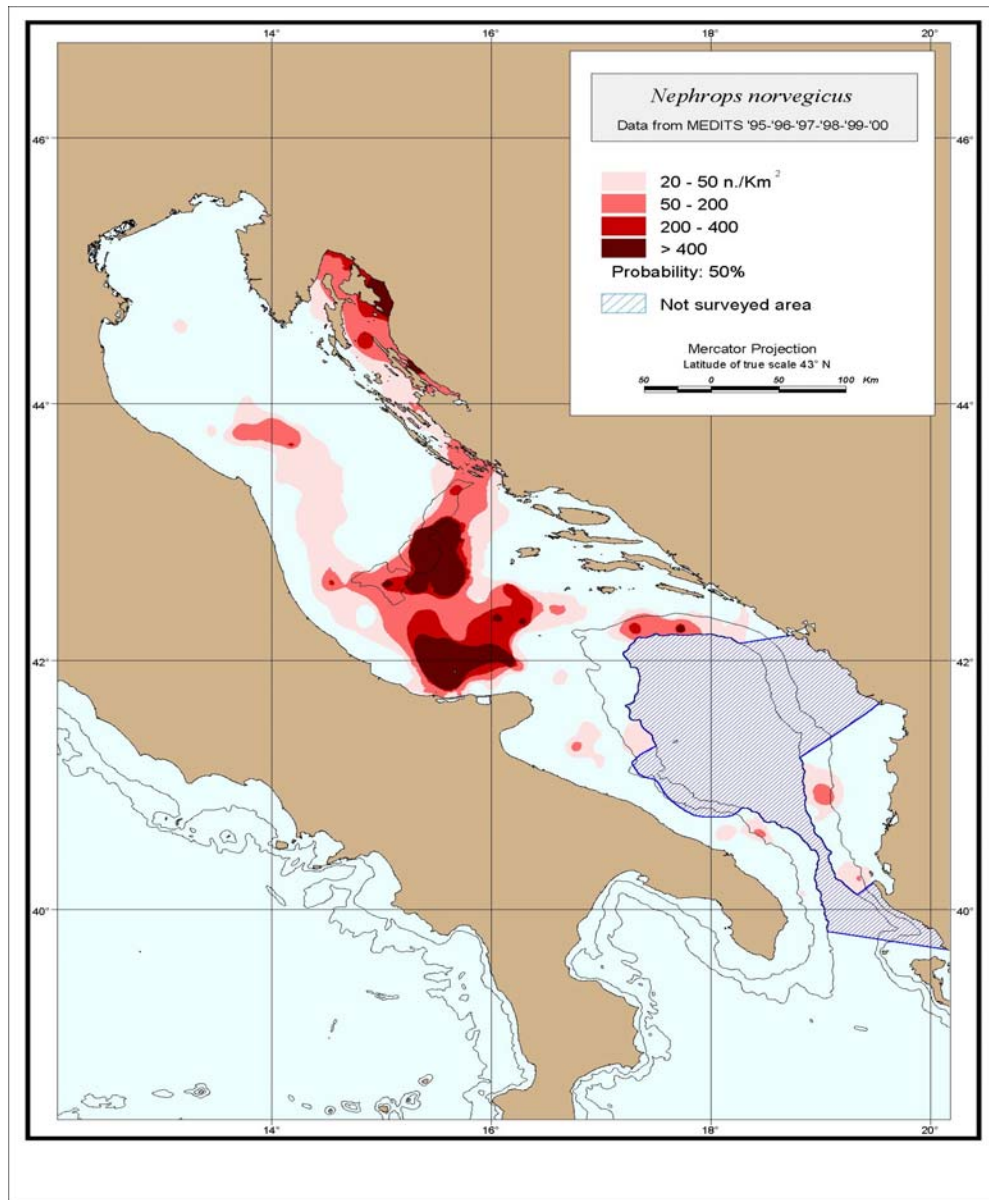 14° 16° 18° 20°
Nephrops norvegicus
Data from MEDITS '95-'96-'97-'98-'99-'00
46° 46°
20 - 50 n./Km 2
50 - 200
200 - 400
> 400
Probability: 50%
Not surveyed area
Mercator Projection
Latitude of true scale 43° N
50 0 50 100 Km
44° 44°
42° 42°
40° 40°
14° 16° 18° 20°